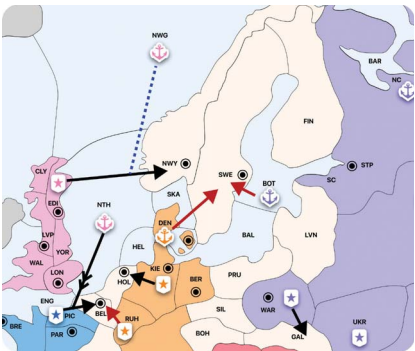 NWG
BAR
NC
FIN
CLY
NWY
SWE
STP
BOT
SC
EDI
SKA
NTH
DEN
LVP
YOR
HEL
BAL
LVN
WAL
KIE
PRU
LON
HOL
BER
ENG
PIC
BEL
WAR
BRE
PAR
RUH
SIL
UKR
BOH
GAL